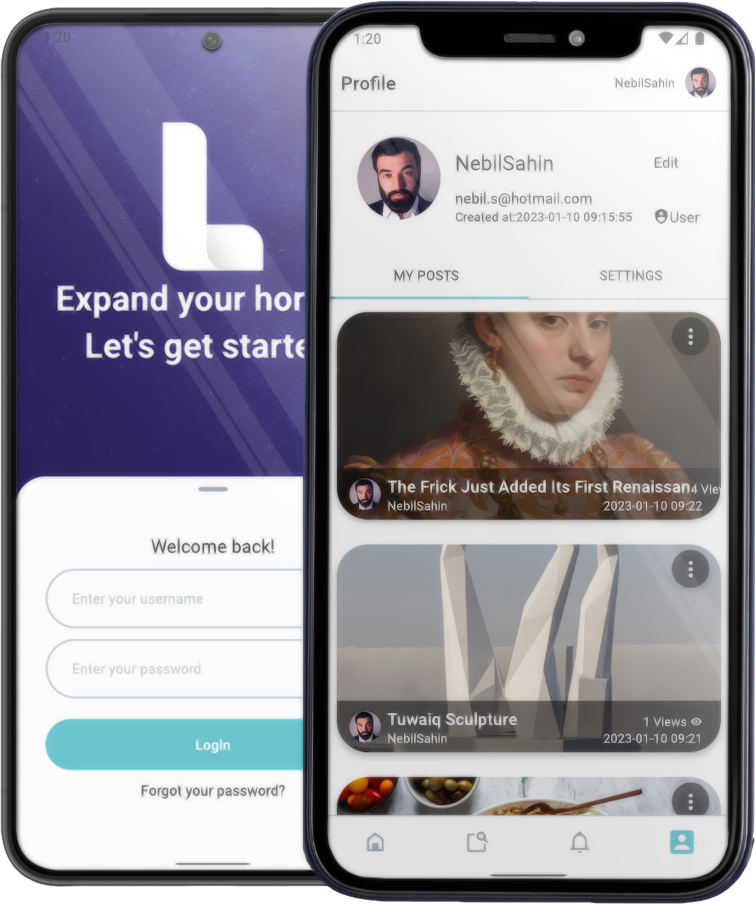 1:20
Expand your hor
Let's get starte
Welcome back!
Enter your username
Enter your password
Login
Forgot your password?
1:20
Profile
NebilSahin
NebilSahin
Edit
nebil.s@hotmail.com
Created at:2023-01-10 09:15:55
User
MY POSTS
SETTINGS
The Frick Just Added Its First Renaissan4 Vie
NebilSahin
2023-01-10 09:22
Tuwaiq Sculpture
1 Views
NebilSahin
2023-01-10 09:21